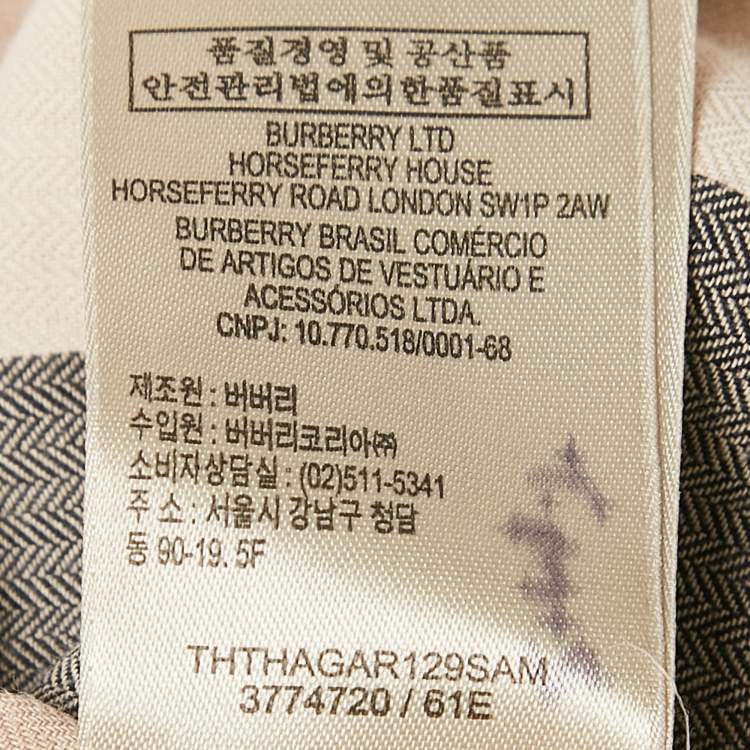 품질경영 및 공산품
안전관리법에의한품질표시
BURBERRY LTD
HORSEFERRY HOUSE
HORSEFERRY ROAD LONDON SW1P 2AW
BURBERRY BRASIL COMÉRCIO
DE ARTIGOS DE VESTUÁRIO E
ACESSÓRIOS LTDA.
CNPJ: 10.770.518/0001-68
제조원 : 버버리
수입원 : 버버리코리아㈜
소비자상담실 : (02)511-5341
주 소 : 서울시 강남구 청담
동 90-19. 5F
THTHAGAR129SAM
3774720 / 61E